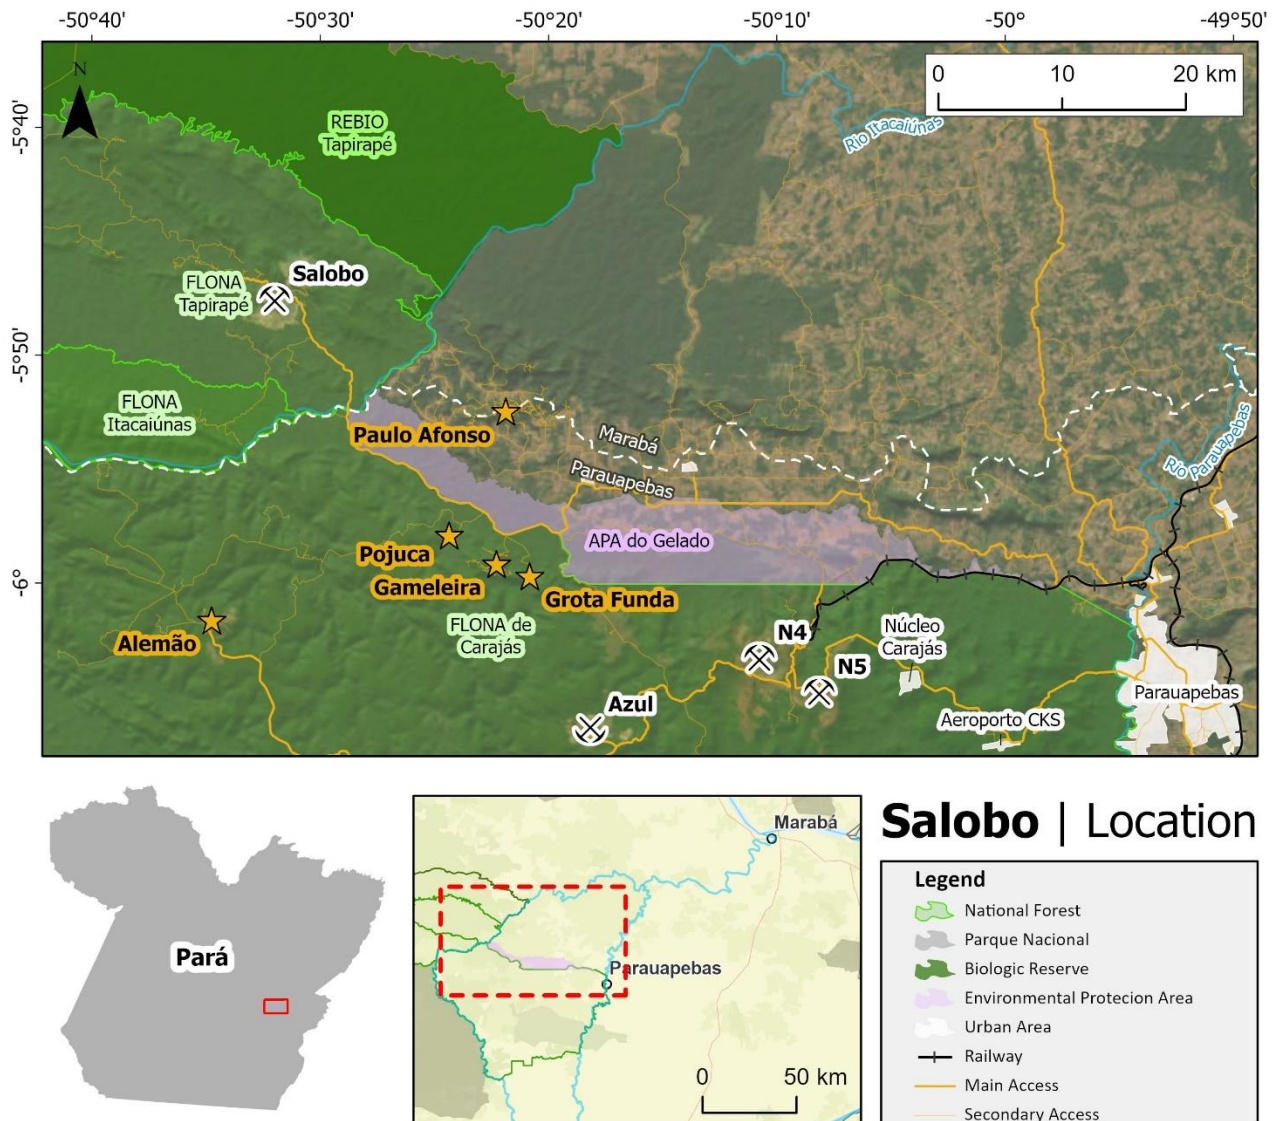 -50°40'
-50°30'
-50°20'
-50°10'
-50°
-49°50'
-5°40'
-5°50'
-6°
N
0 10 20 km
REBIO
Tapirapé
Rio Itacaiúnas
FLONA
Tapirapé
Salobo
FLONA
Itacaiúnas
Paulo Afonso
Marabá
Parauapebas
Rio Parauapebas
APA do Gelado
Pojuca
Gameleira
Grota Funda
Alemão
FLONA de
Carajás
N4
Núcleo
Carajás
N5
Azul
Aeroporto CKS
Parauapebas
Pará
Marabá
Parauapebas
0 50 km
Salobo | Location
Legend
National Forest
Parque Nacional
Biologic Reserve
Environmental Protecion Area
Urban Area
Railway
Main Access
Secondary Access